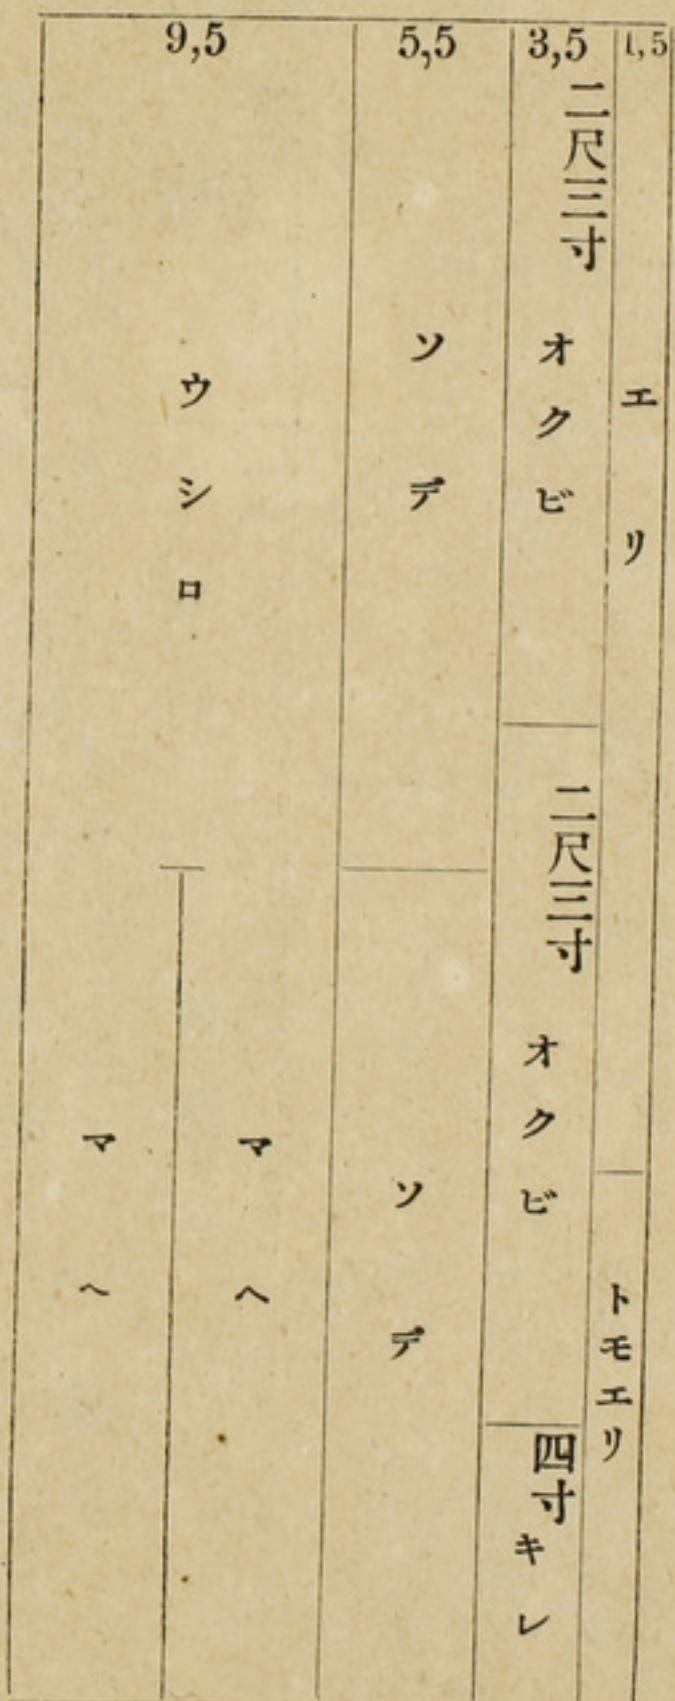 1,5
エリ
トモエリ
3,5
二尺三寸 オクビ
二尺三寸 オクビ
四寸 キレ
5,5
ソデ
ソデ
9,5
ウシロ
マヘ
マヘ